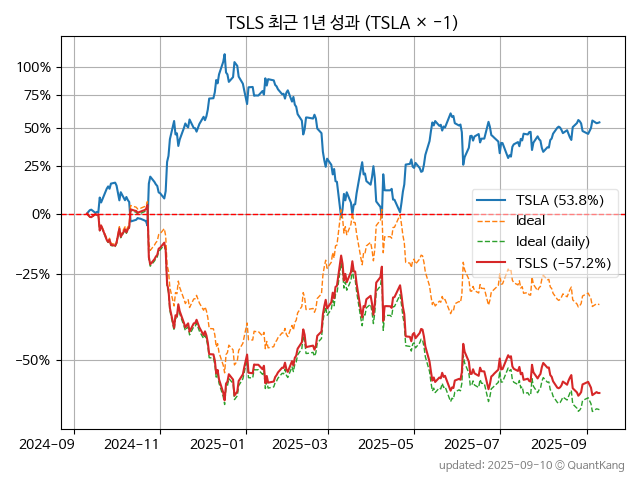 TSLS 최근 1년 성과 (TSLA × -1)
100%
75%
50%
25%
0%
−25%
−50%
TSLA (53.8%)
Ideal
Ideal (daily)
TSLS (-57.2%)
2024-09
2024-11
2025-01
2025-03
2025-05
2025-07
2025-09
updated: 2025-09-10 © QuantKang